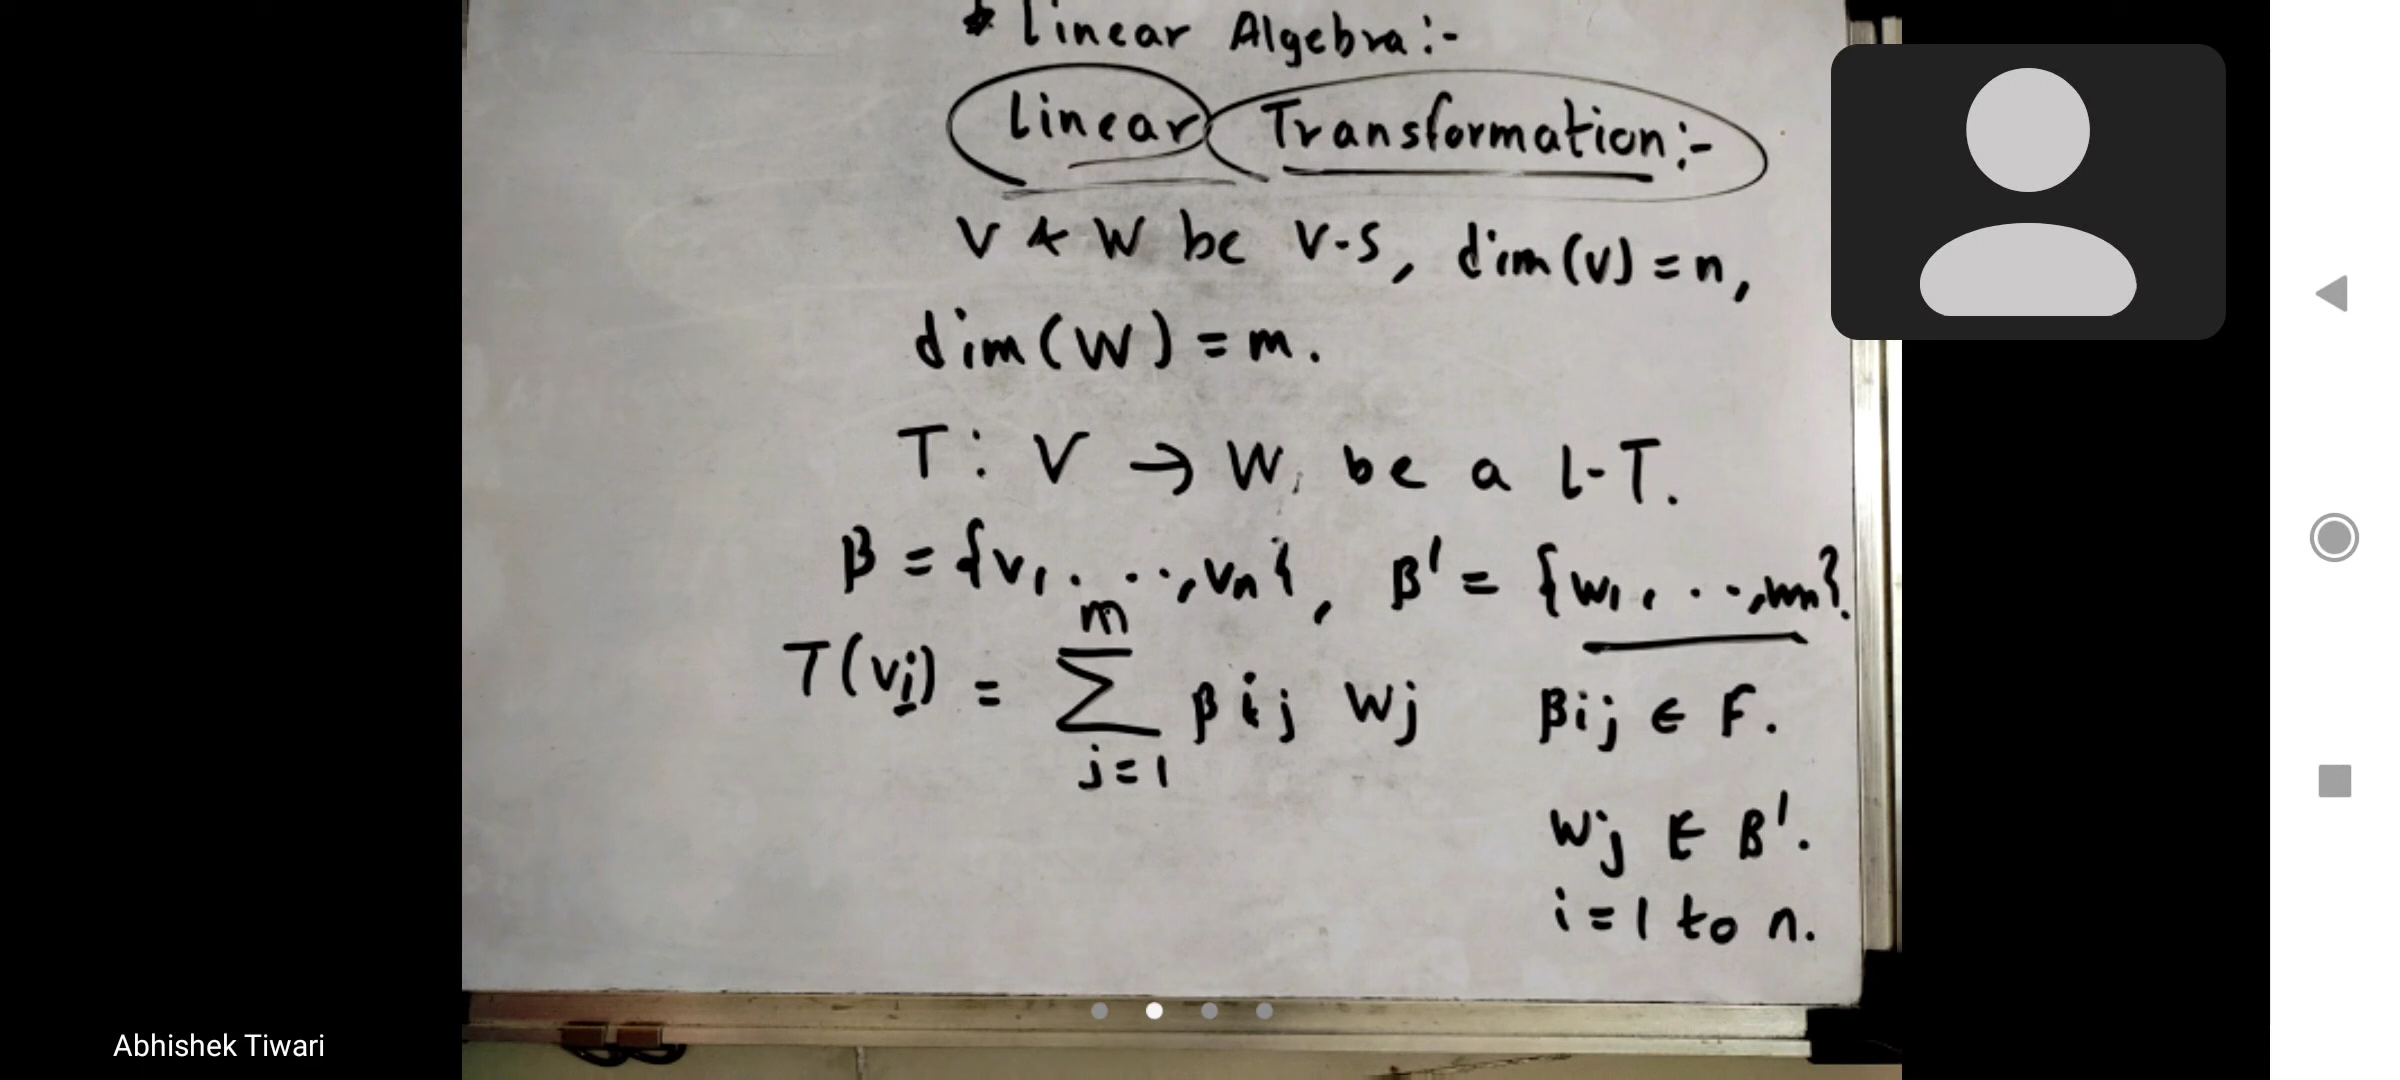 * Linear Algebra:-
Linear Transformation:-
V & W be V-S, dim(V) = n,
dim(W) = m.
T: V → W, be a L-T.
β = {v1, ..., vn}, β' = {w1, ..., wm}.
T(vi) = m∑j=1 βij wj    βij ∈ F.
wj ∈ B'.
i = 1 to n.
Abhishek Tiwari